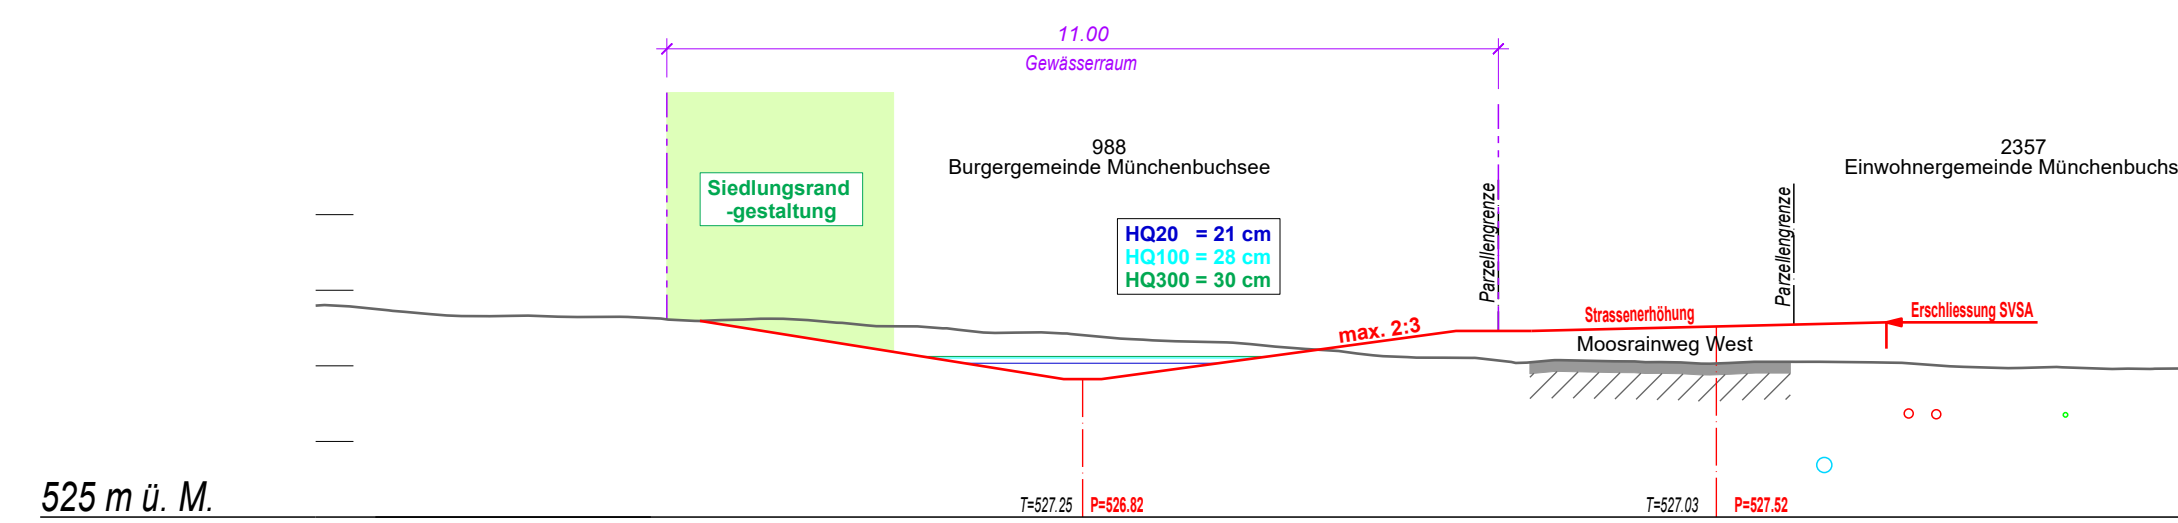 11.00
Gewässerraum
988
Burgergemeinde Münchenbuchsee
2357
Einwohnergemeinde Münchenbuchs
Siedlungsrand
-gestaltung
Parzellengrenze
Parzellengrenze
HQ20 = 21 cm
HQ100 = 28 cm
HQ300 = 30 cm
max. 2:3
Strassenerhöhung
Erschliessung SVSA
Moosrainweg West
525 m ü. M.
T=527.25 P=526.82
T=527.03 P=527.52